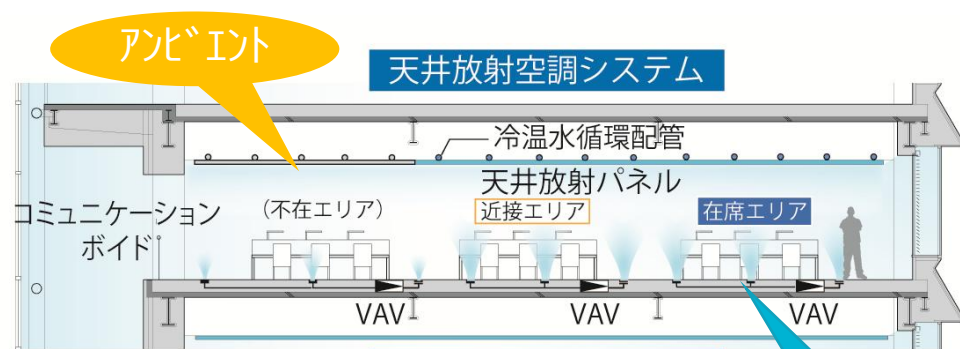 ｱﾝﾋﾞｴﾝﾄ
天井放射空調システム
冷温水循環配管
天井放射パネル
コミュニケーション
ボイド
（不在エリア）
近接エリア
在席エリア
VAV
VAV
VAV